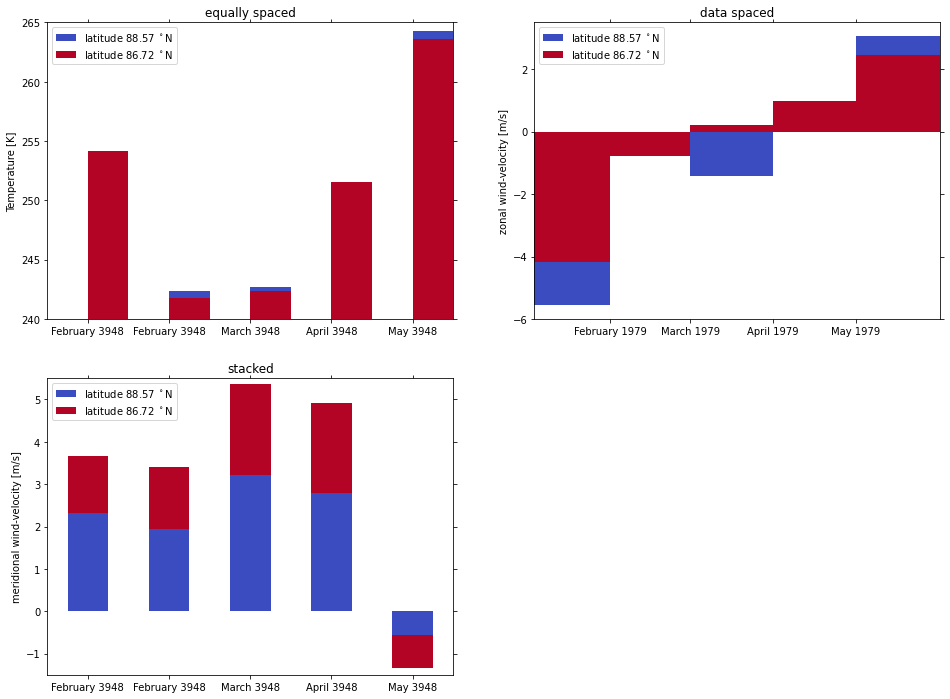 equally spaced
265
260
255
250
245
240
Temperature [K]
latitude 88.57 °N
latitude 86.72 °N
February 3948 February 3948 March 3948 April 3948 May 3948
data spaced
2
0
−2
−4
−6
zonal wind-velocity [m/s]
latitude 88.57 °N
latitude 86.72 °N
February 1979 March 1979 April 1979 May 1979
stacked
5
4
3
2
1
0
−1
meridional wind-velocity [m/s]
latitude 88.57 °N
latitude 86.72 °N
February 3948 February 3948 March 3948 April 3948 May 3948